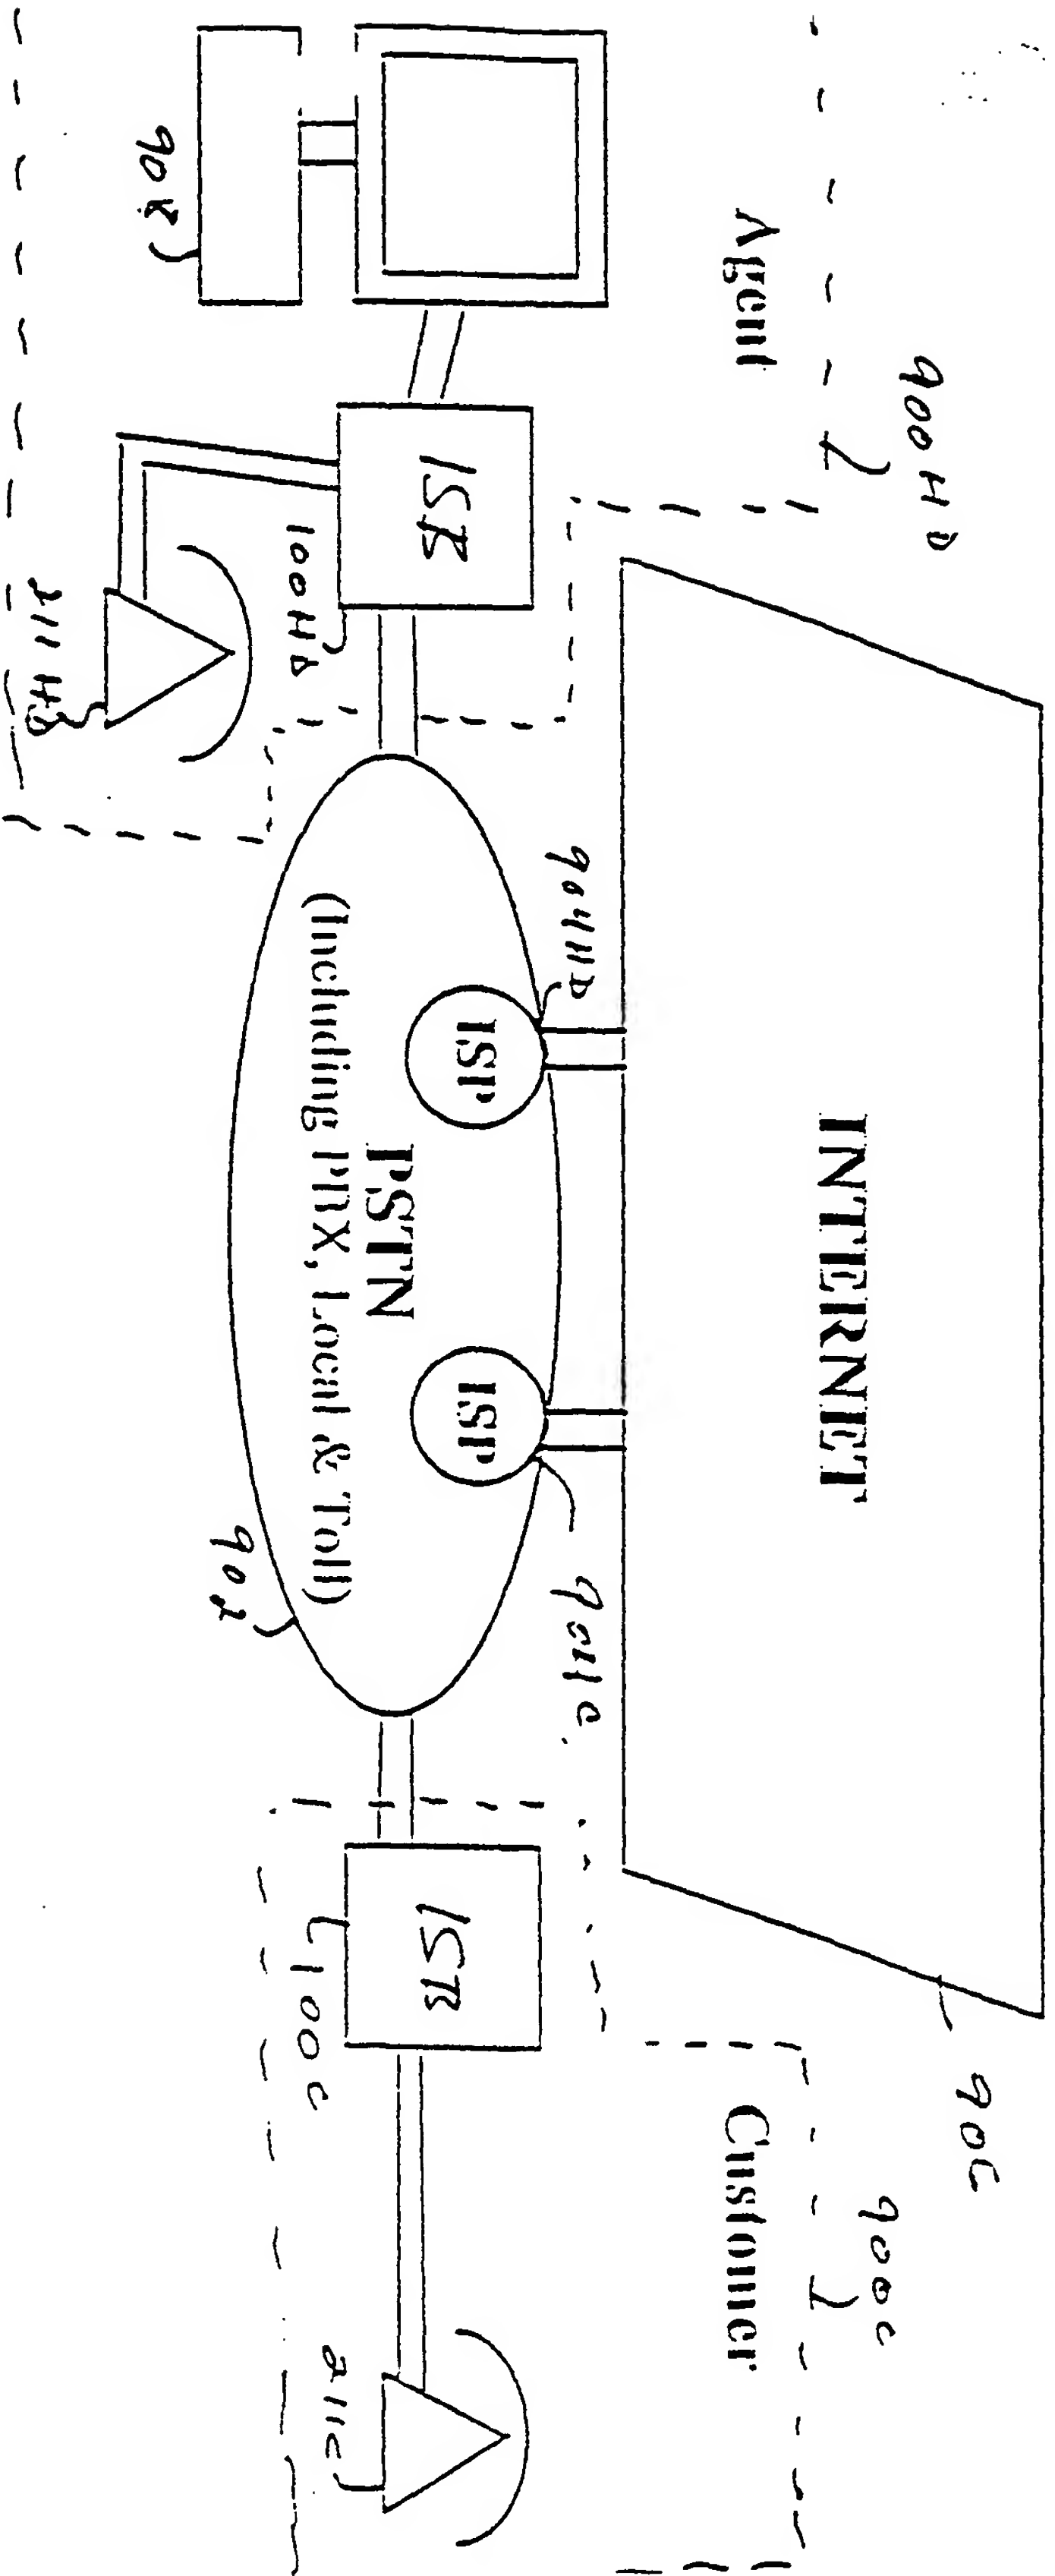 900HD
Agent
90K
ISB
100HD
211HD
INTERNET
90C
904HD
ISP
ISP
904C
PSTN
(Including PBX, Local & Toll)
902
900C
Customer
ISB
100C
211C